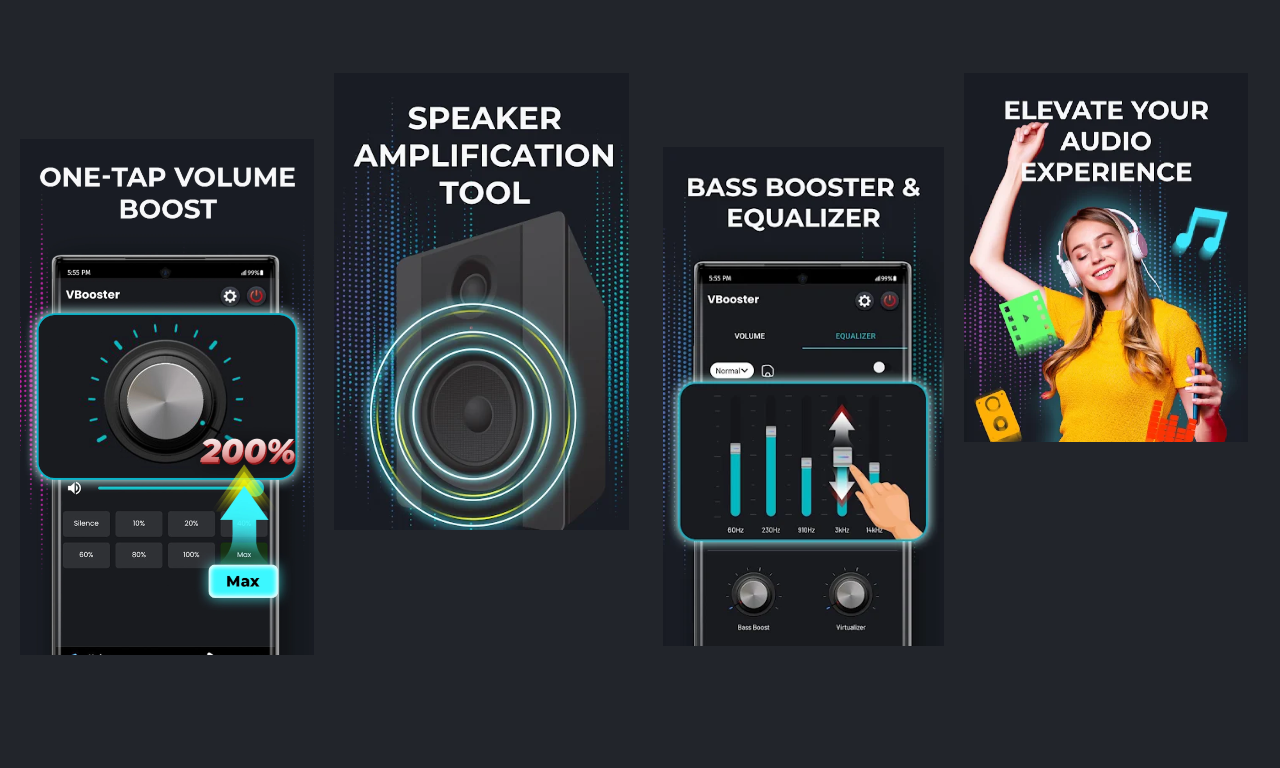 ONE-TAP VOLUME
BOOST
5:55 PM
99%
VBooster
200%
Silence
10%
20%
60%
80%
100%
Max
Max
SPEAKER
AMPLIFICATION
TOOL
BASS BOOSTER &
EQUALIZER
5:55 PM
99%
VBooster
VOLUME
EQUALIZER
Normal
60Hz
230Hz
910Hz
3kHz
14kHz
Bass Boost
Virtualizer
ELEVATE YOUR
AUDIO
EXPERIENCE